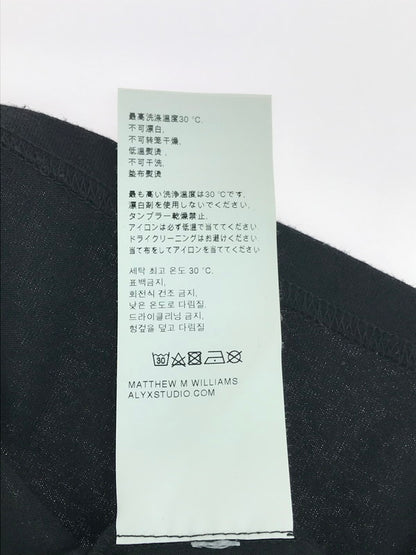 最高洗涤温度30 °C.
不可漂白.
不可转笼干燥.
低温熨烫.
不可干洗.
垫布熨烫
最も高い洗浄温度は30 °Cです.
漂白剤を使用しないでください.
タンブラー乾燥禁止.
アイロンは必ず低温で当ててください.
ドライクリーニングはお避けください.
当て布をしてアイロンを当ててください
세탁 최고 온도 30 °C.
표백금지,
회전식 건조 금지,
낮은 온도로 다림질,
드라이클리닝 금지,
헝겊을 덮고 다림질
30
MATTHEW M WILLIAMS
ALYXSTUDIO.COM